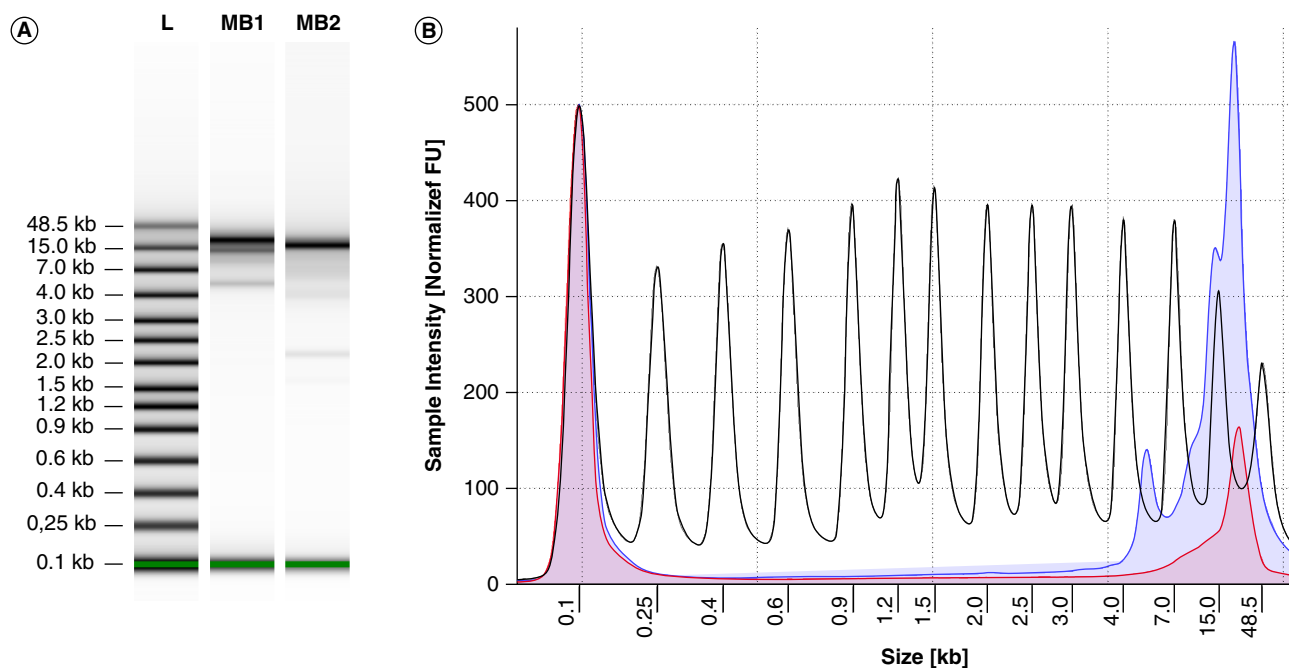 A
L MB1 MB2
48.5 kb
15.0 kb
7.0 kb
4.0 kb
3.0 kb
2.5 kb
2.0 kb
1.5 kb
1.2 kb
0.9 kb
0.6 kb
0.4 kb
0,25 kb
0.1 kb
B
Sample Intensity [Normalizef FU]
500
400
300
200
100
0
0.1 0.25 0.4 0.6 0.9 1.2 1.5 2.0 2.5 3.0 4.0 7.0 15.0 48.5
Size [kb]